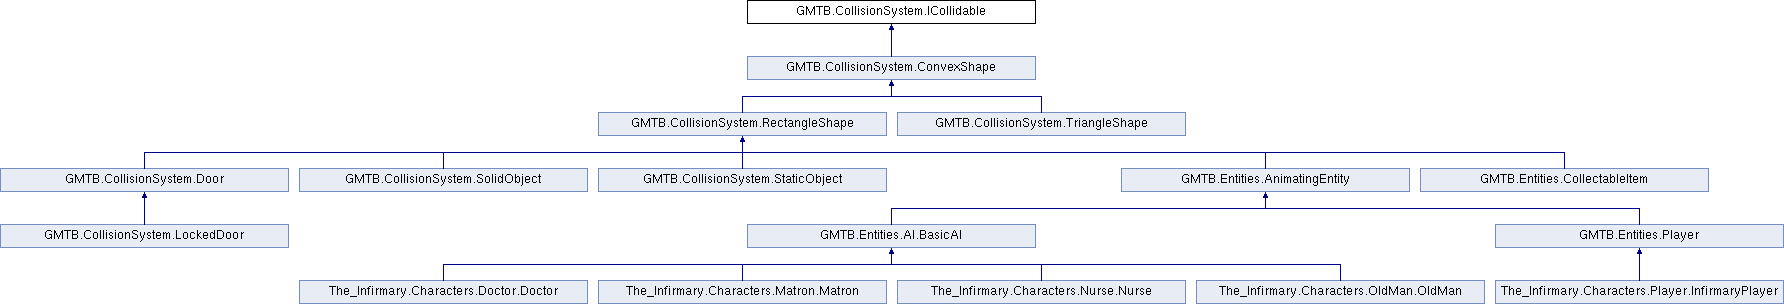 GMTB.CollisionSystem.ICollidable
GMTB.CollisionSystem.ConvexShape
GMTB.CollisionSystem.RectangleShape
GMTB.CollisionSystem.TriangleShape
GMTB.CollisionSystem.Door
GMTB.CollisionSystem.SolidObject
GMTB.CollisionSystem.StaticObject
GMTB.Entities.AnimatingEntity
GMTB.Entities.CollectableItem
GMTB.CollisionSystem.LockedDoor
GMTB.Entities.AI.BasicAI
GMTB.Entities.Player
The_Infirmary.Characters.Doctor.Doctor
The_Infirmary.Characters.Matron.Matron
The_Infirmary.Characters.Nurse.Nurse
The_Infirmary.Characters.OldMan.OldMan
The_Infirmary.Characters.Player.InfirmaryPlayer